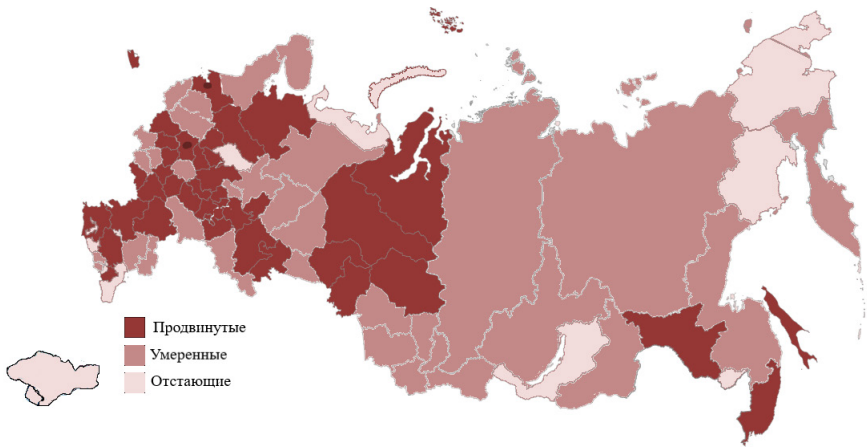 Продвинутые
Умеренные
Отстающие